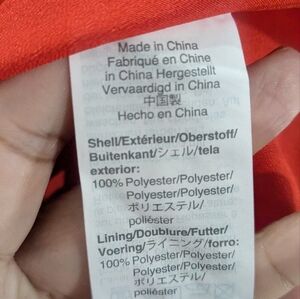 Made in China
Fabriqué en Chine
in China Hergestellt
Vervaardigd in China
中国製
Hecho en China
Shell/Extérieur/Oberstoff/
Buitenkant/シェル/tela
exterior:
100% Polyester/Polyester/
Polyester/Polyester/
ポリエステル/
poliéster
Lining/Doublure/Futter/
Voering/ライニング/forro:
100% Polyester/Polyester/
Polyester/Polyester/
ポリエステル/
poliéster